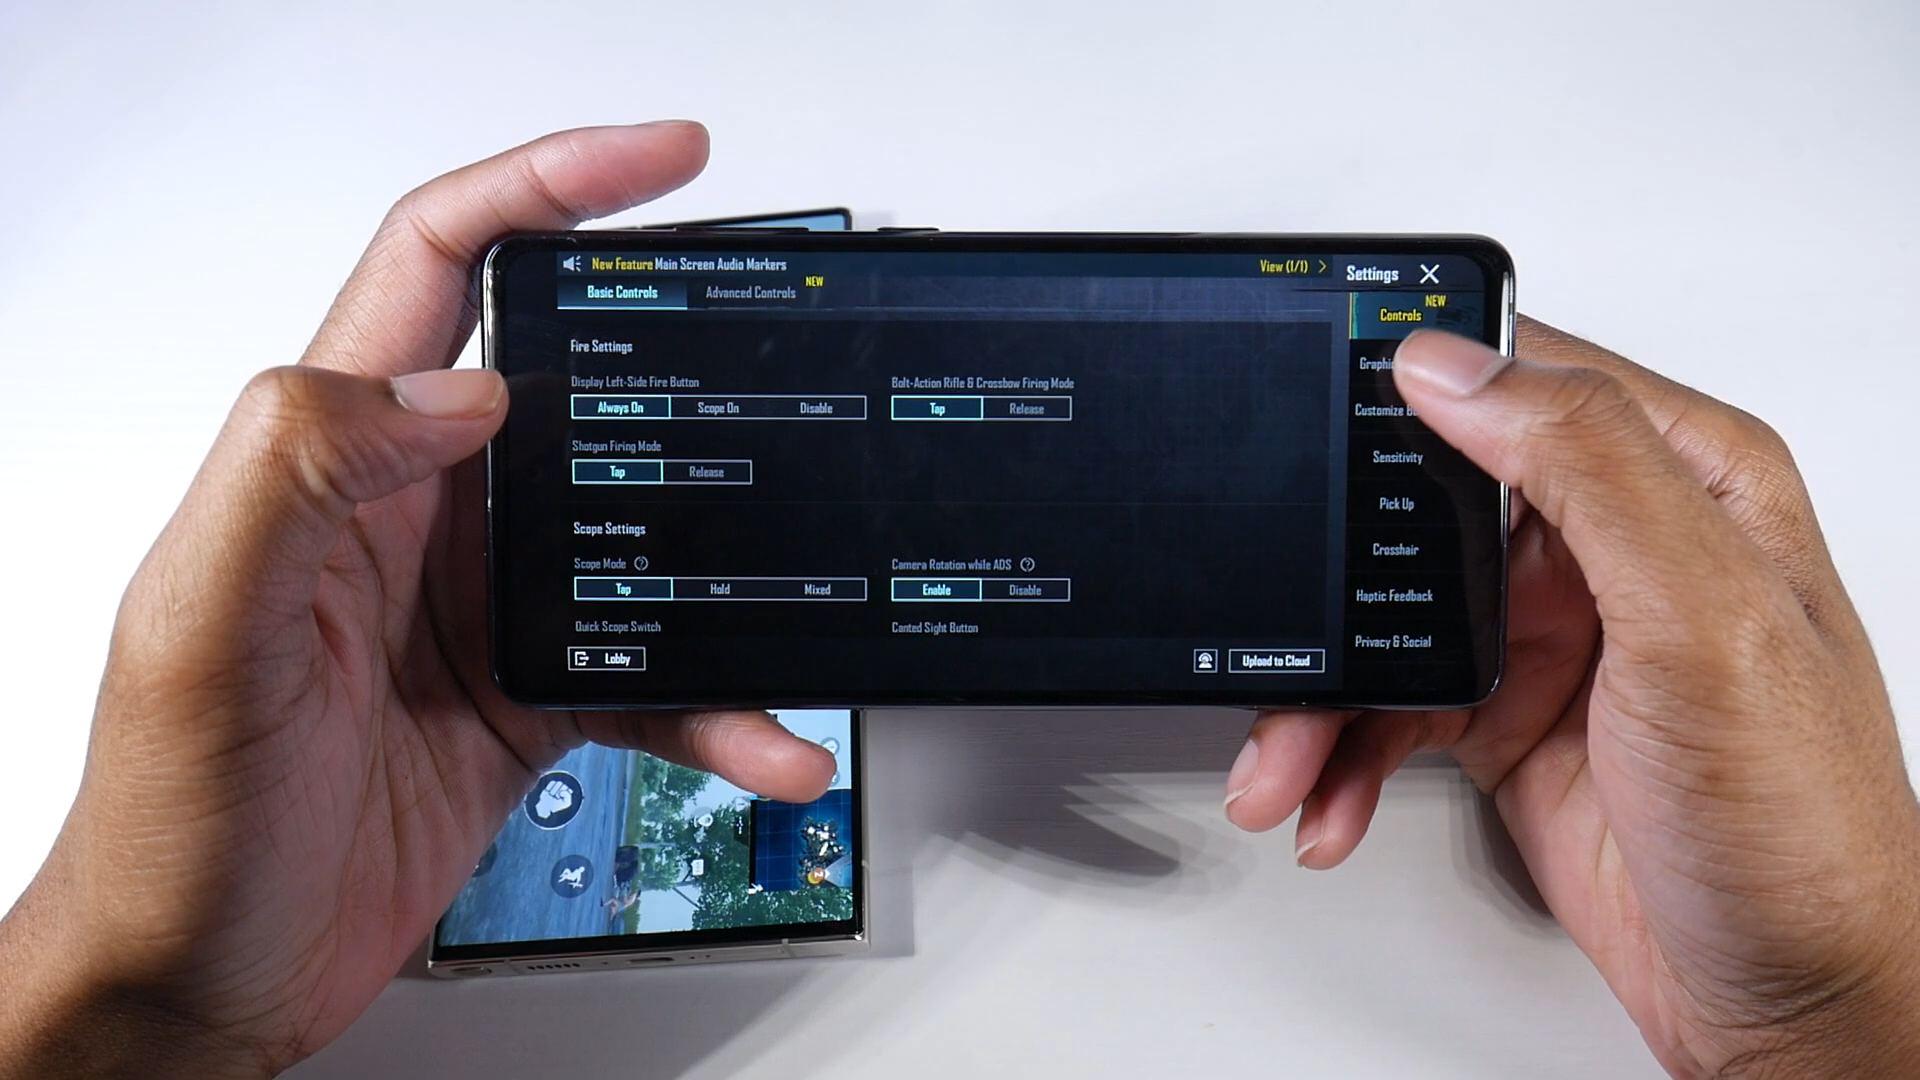 New Feature Main Screen Audio Markers
View (1/1)
Settings
Basic Controls
Advanced Controls
NEW
NEW
Controls
Fire Settings
Display Left-Side Fire Button
Always On
Scope On
Disable
Bolt-Action Rifle & Crossbow Firing Mode
Tap
Release
Shotgun Firing Mode
Tap
Release
Scope Settings
Scope Mode ?
Tap
Hold
Mixed
Camera Rotation while ADS ?
Enable
Disable
Quick Scope Switch
Canted Sight Button
Lobby
Upload to Cloud
Customize
Sensitivity
Pick Up
Crosshair
Haptic Feedback
Privacy & Social
2